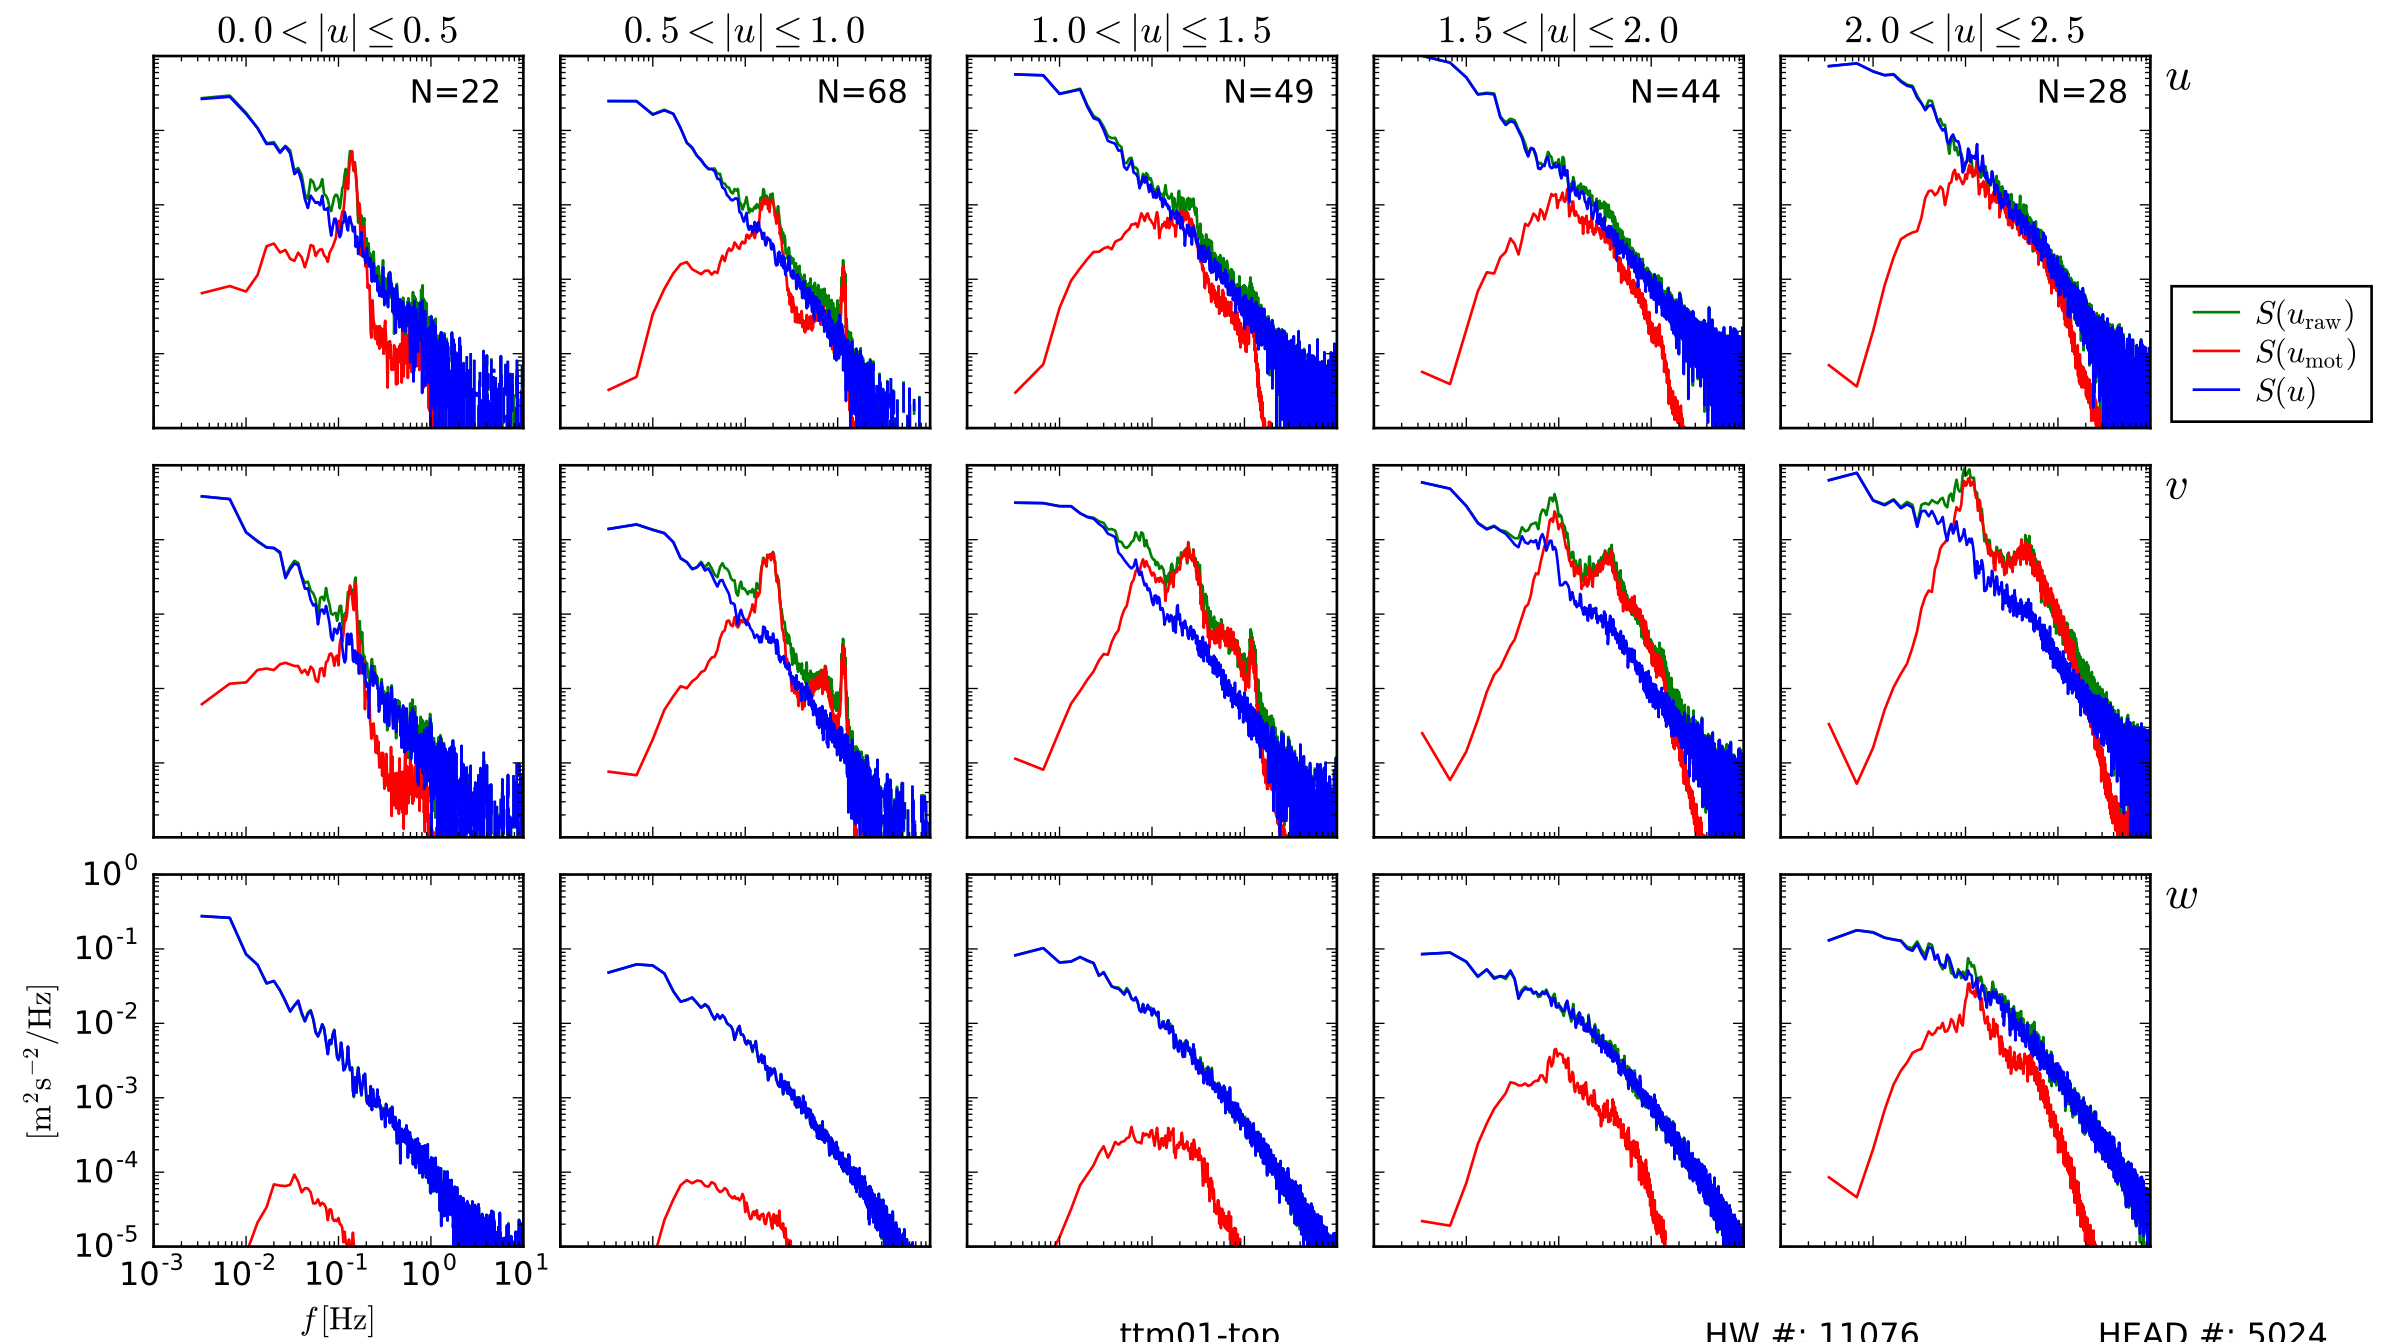 0.0 < |u| ≤ 0.5
0.5 < |u| ≤ 1.0
1.0 < |u| ≤ 1.5
1.5 < |u| ≤ 2.0
2.0 < |u| ≤ 2.5
N=22
N=68
N=49
N=44
N=28
u
S(u_raw)
S(u_mot)
S(u)
v
w
10^0
10^-1
10^-2
10^-3
10^-4
10^-5
[m^2 s^−2/Hz]
10^-3 10^-2 10^-1 10^0 10^1
f [Hz]
ttm01-top
HW #: 11076
HEAD #: 5024